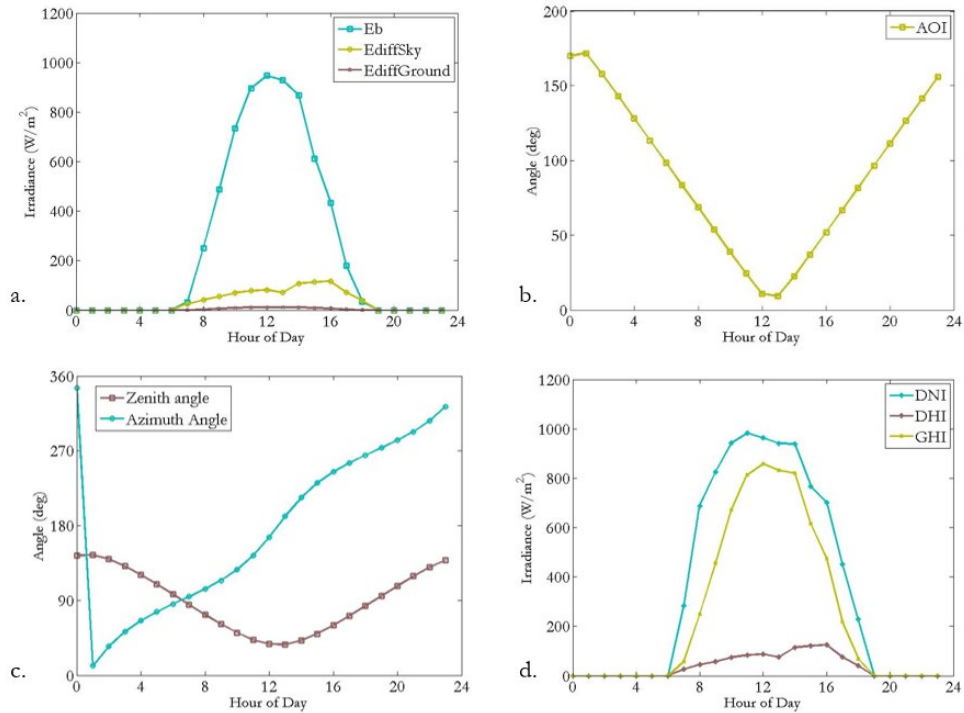 a.
1200
1000
800
600
400
200
0
Irradiance (W/m²)
Eb
EdiffSky
EdiffGround
0 4 8 12 16 20 24
Hour of Day
b.
200
150
100
50
0
Angle (deg)
AOI
0 4 8 12 16 20 24
Hour of Day
c.
360
270
180
90
0
Angle (deg)
Zenith angle
Azimuth Angle
0 4 8 12 16 20 24
Hour of Day
d.
1200
1000
800
600
400
200
0
Irradiance (W/m²)
DNI
DHI
GHI
0 4 8 12 16 20 24
Hour of Day